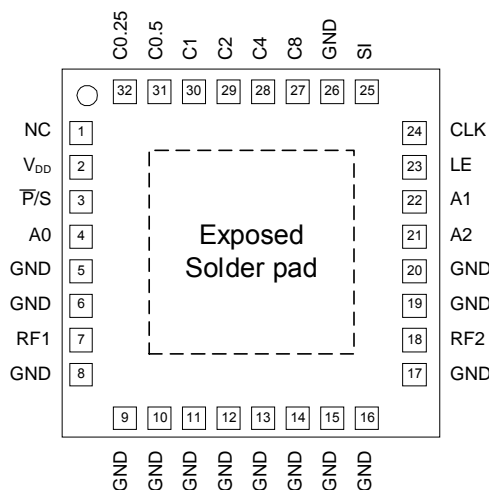 C0.25 C0.5 C1 C2 C4 C8 GND SI
32 31 30 29 28 27 26 25
NC 1 24 CLK
VDD 2 23 LE
P̅/S 3 22 A1
A0 4 21 A2
GND 5 20 GND
GND 6 19 GND
RF1 7 18 RF2
GND 8 17 GND
Exposed
Solder pad
9 10 11 12 13 14 15 16
GND GND GND GND GND GND GND GND